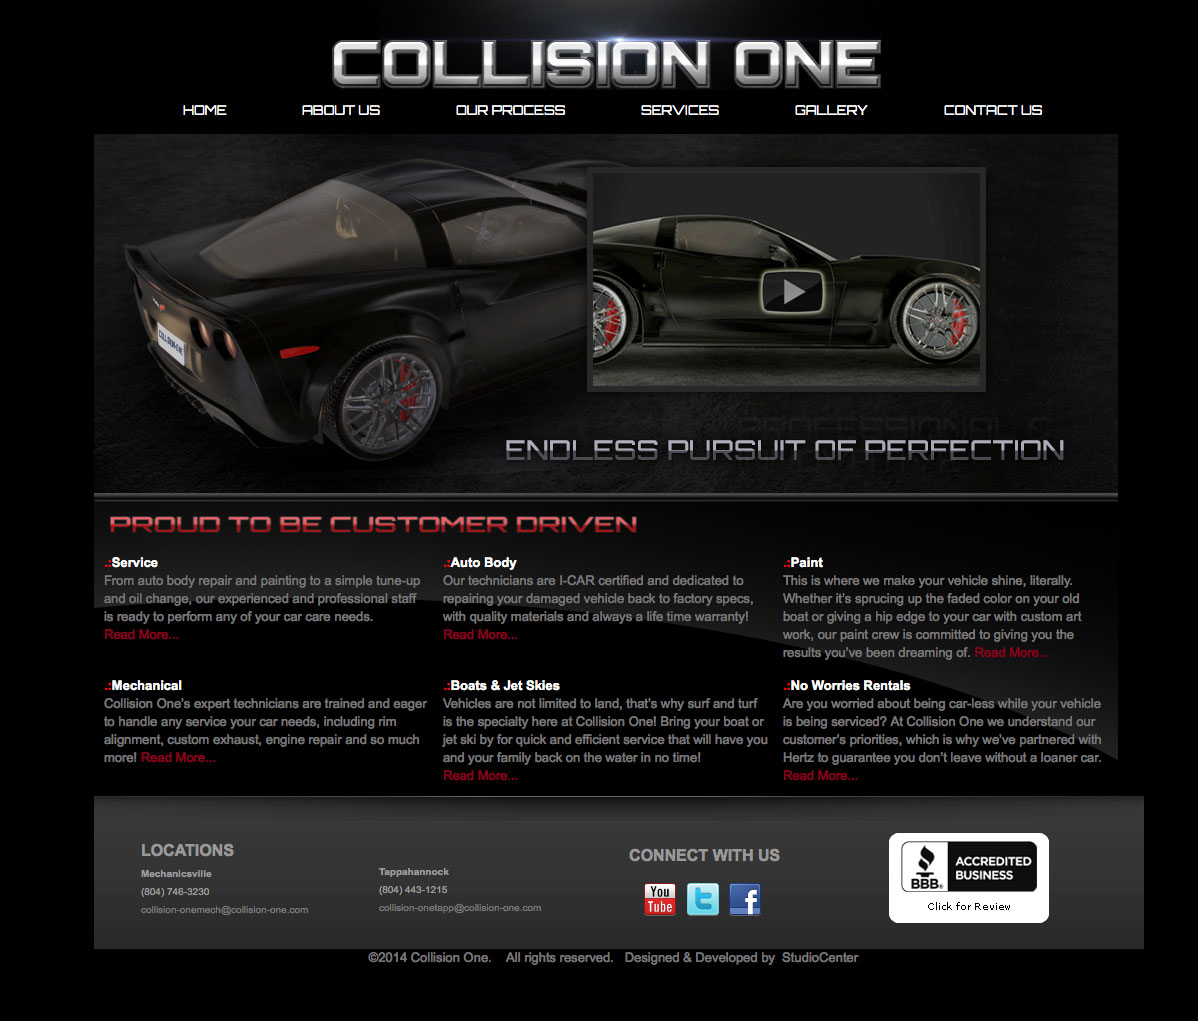 COLLISION ONE
HOME ABOUT US OUR PROCESS SERVICES GALLERY CONTACT US
COLLISION-ONE
PROFESSIONAL
ENDLESS PURSUIT OF PERFECTION
PROUD TO BE CUSTOMER DRIVEN
.:Service
From auto body repair and painting to a simple tune-up
and oil change, our experienced and professional staff
is ready to perform any of your car care needs.
Read More...
.:Auto Body
Our technicians are I-CAR certified and dedicated to
repairing your damaged vehicle back to factory specs,
with quality materials and always a life time warranty!
Read More...
.:Paint
This is where we make your vehicle shine, literally.
Whether it's sprucing up the faded color on your old
boat or giving a hip edge to your car with custom art
work, our paint crew is committed to giving you the
results you've been dreaming of. Read More...
.:Mechanical
Collision One's expert technicians are trained and eager
to handle any service your car needs, including rim
alignment, custom exhaust, engine repair and so much
more! Read More...
.:Boats & Jet Skies
Vehicles are not limited to land, that's why surf and turf
is the specialty here at Collision One! Bring your boat or
jet ski by for quick and efficient service that will have you
and your family back on the water in no time!
Read More...
.:No Worries Rentals
Are you worried about being car-less while your vehicle
is being serviced? At Collision One we understand our
customer's priorities, which is why we've partnered with
Hertz to guarantee you don't leave without a loaner car.
Read More...
LOCATIONS
Mechanicsville
(804) 746-3230
collision-onemech@collision-one.com
Tappahannock
(804) 443-1215
collision-onetapp@collision-one.com
CONNECT WITH US
You
Tube
t
f
BBB.
ACCREDITED
BUSINESS
Click for Review
©2014 Collision One. All rights reserved. Designed & Developed by StudioCenter